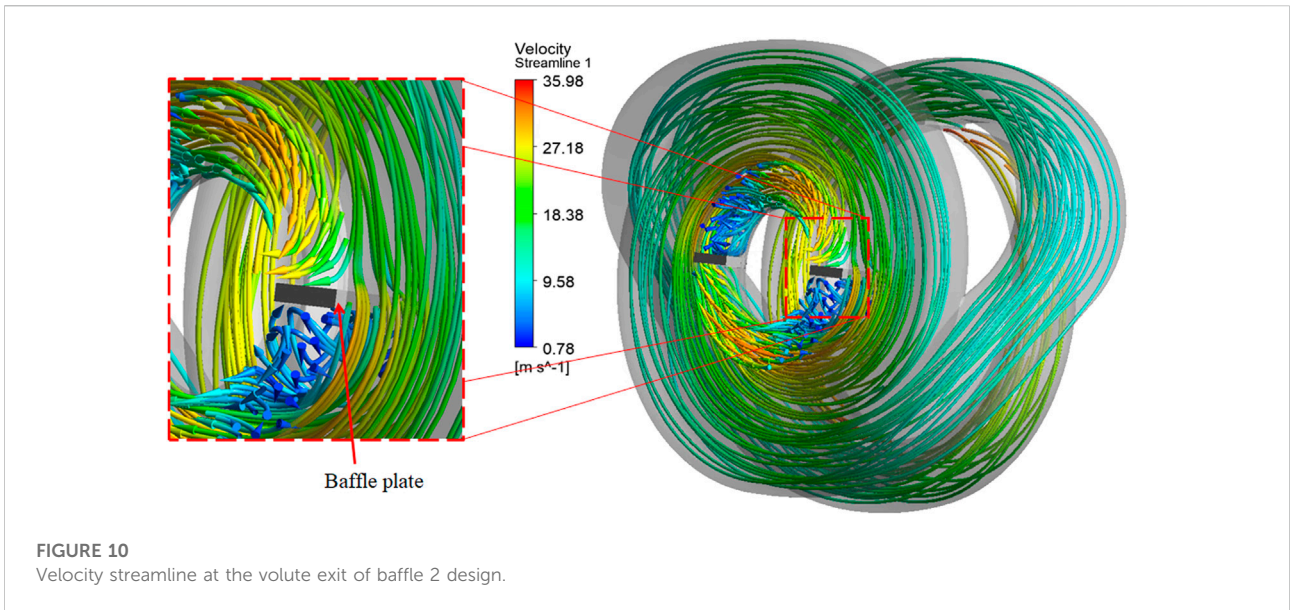 Velocity
Streamline 1
35.98
27.18
18.38
9.58
0.78
[m s^-1]
Baffle plate
FIGURE 10
Velocity streamline at the volute exit of baffle 2 design.